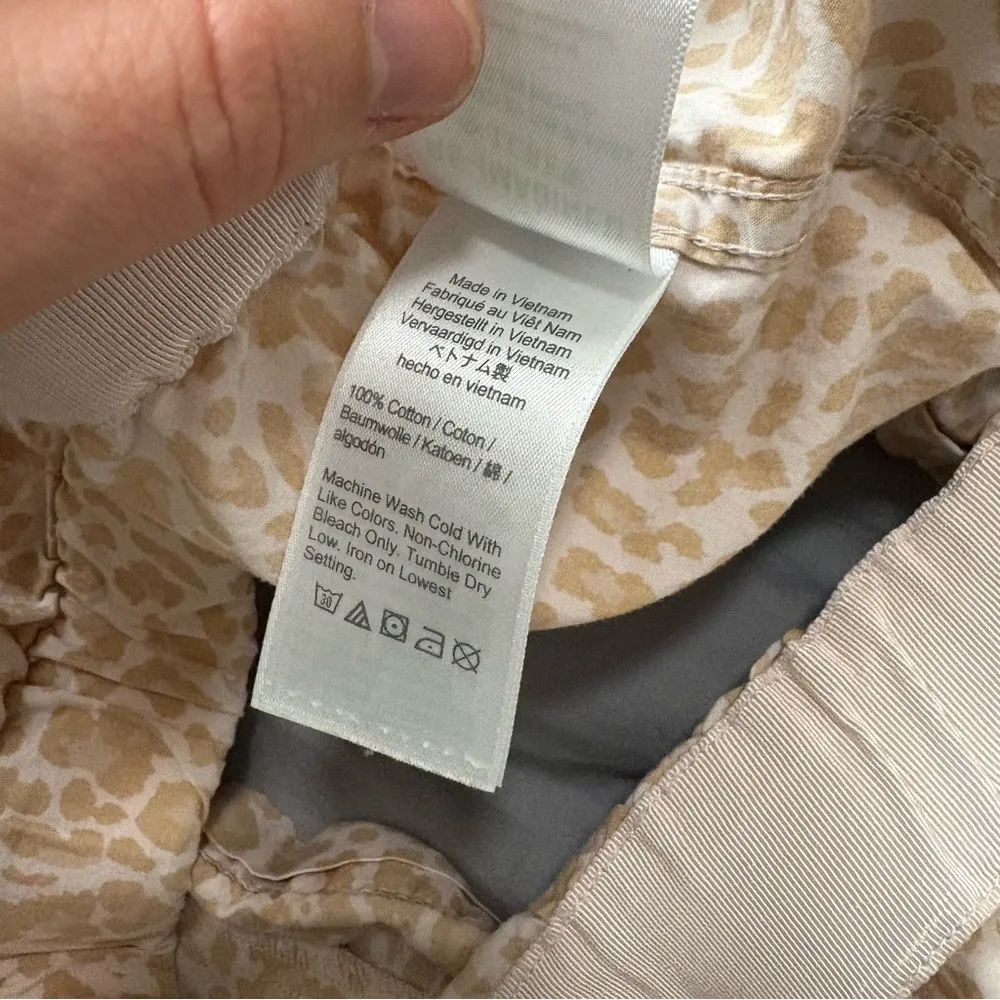 Made in Vietnam
Fabriqué au Viêt Nam
Hergestellt in Vietnam
Vervaardigd in Vietnam
ベトナム製
hecho en vietnam
100% Cotton / Coton /
Baumwolle / Katoen / 綿 /
algodón
Machine Wash Cold With
Like Colors. Non-Chlorine
Bleach Only. Tumble Dry
Low. Iron on Lowest
Setting.
30